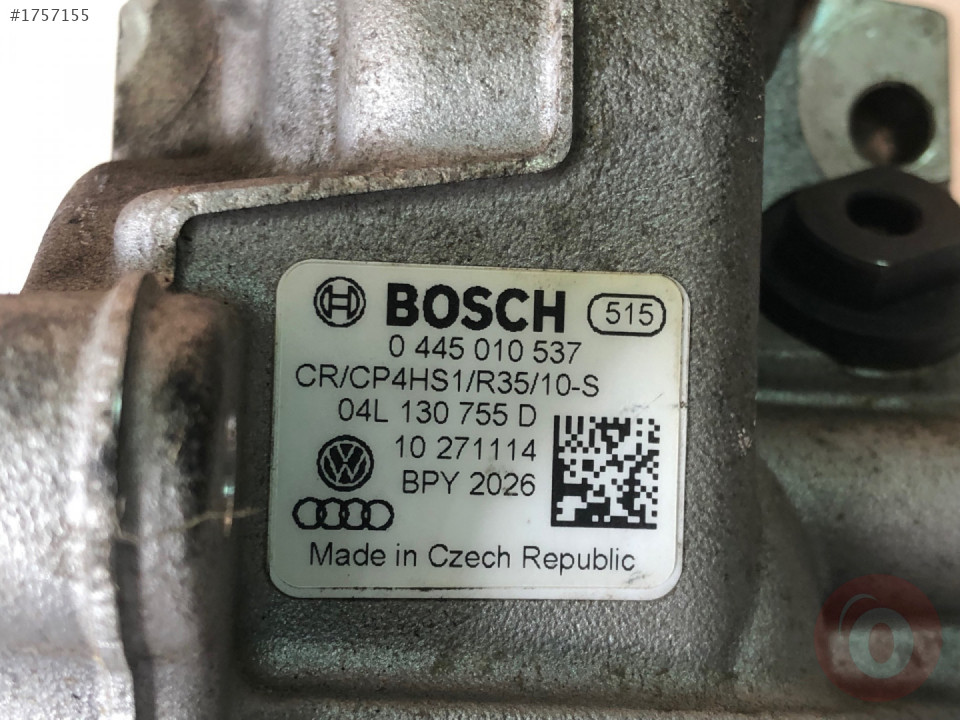 #1757155
BOSCH 515
0 445 010 537
CR/CP4HS1/R35/10-S
04L 130 755 D
10 271114
BPY 2026
Made in Czech Republic